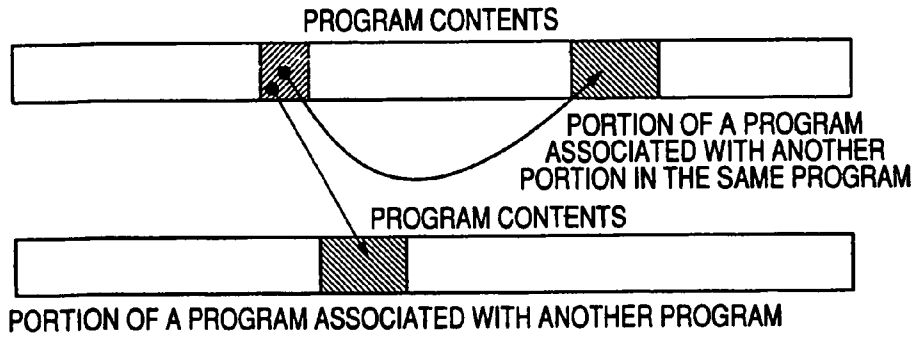 PROGRAM CONTENTS
PORTION OF A PROGRAM
ASSOCIATED WITH ANOTHER
PORTION IN THE SAME PROGRAM
PROGRAM CONTENTS
PORTION OF A PROGRAM ASSOCIATED WITH ANOTHER PROGRAM